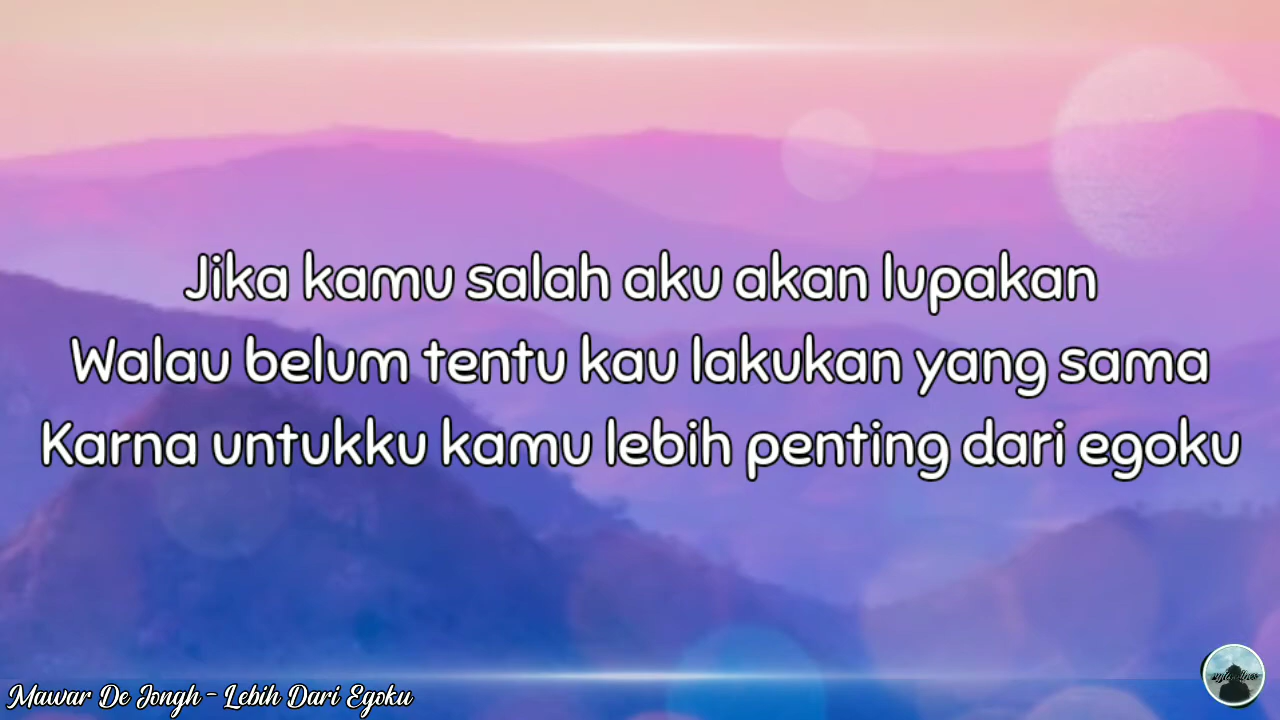 Jika kamu salah aku akan lupakan
Walau belum tentu kau lakukan yang sama
Karna untukku kamu lebih penting dari egoku
Mawar De Jongh - Lebih Dari Egoku